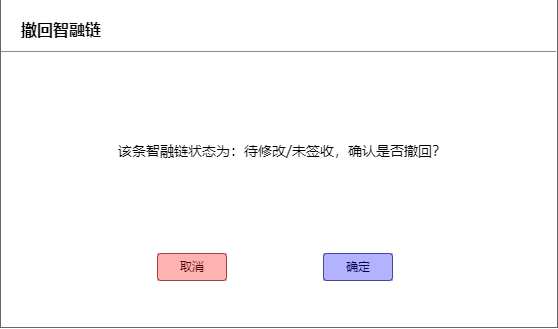 撤回智融链
该条智融链状态为：待修改/未签收，确认是否撤回？
取消
确定